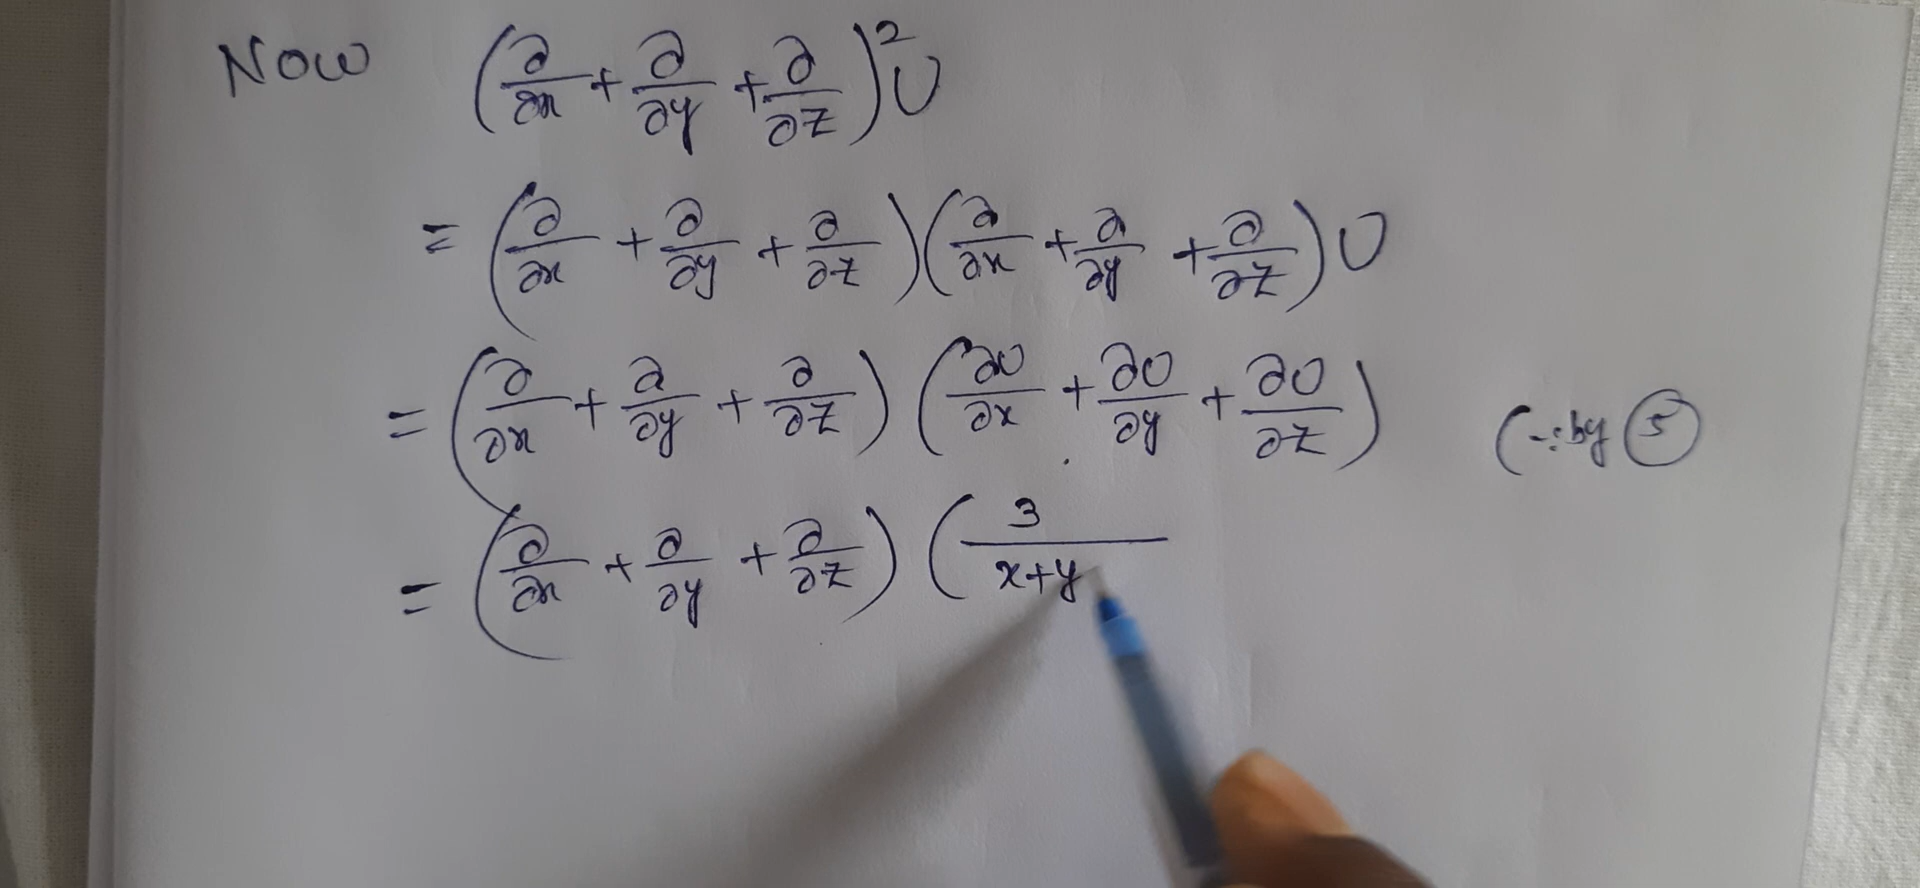 Now (∂/∂x + ∂/∂y + ∂/∂z)² U
= (∂/∂x + ∂/∂y + ∂/∂z) (∂/∂x + ∂/∂y + ∂/∂z) U
= (∂/∂x + ∂/∂y + ∂/∂z) (∂U/∂x + ∂U/∂y + ∂U/∂z) (∵ by ⑤
= (∂/∂x + ∂/∂y + ∂/∂z) (3/x+y